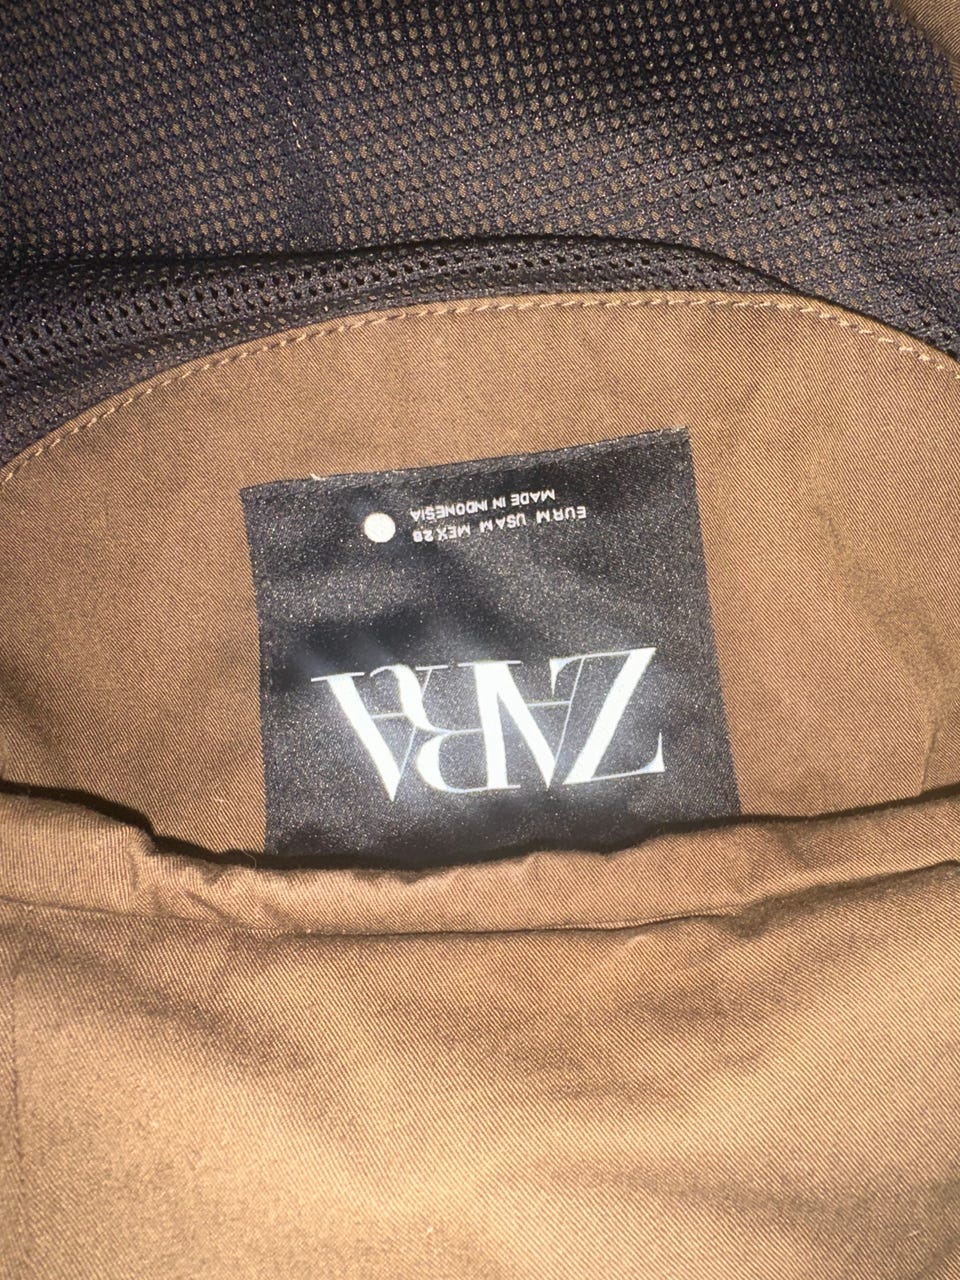 ZARA
EUR M USA M MEX 28
MADE IN INDONESIA